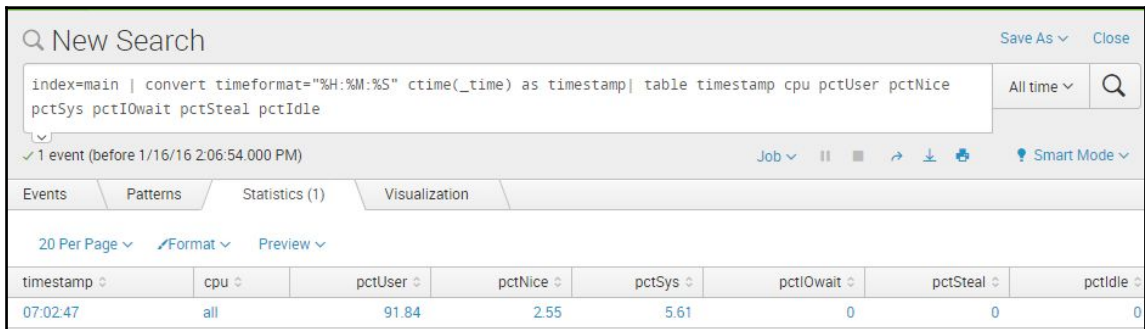 New Search
Save As Close
index=main | convert timeformat="%H:%M:%S" ctime(_time) as timestamp| table timestamp cpu pctUser pctNice
pctSys pctIOwait pctSteal pctIdle
All time
1 event (before 1/16/16 2:06:54.000 PM)
Job Smart Mode
Events Patterns Statistics (1) Visualization
20 Per Page Format Preview
timestamp cpu pctUser pctNice pctSys pctIOwait pctSteal pctIdle
07:02:47 all 91.84 2.55 5.61 0 0 0